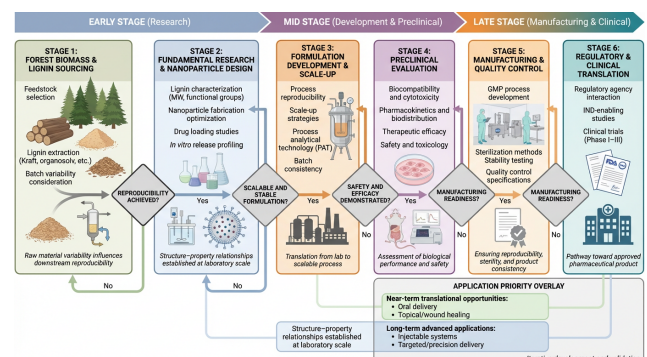 EARLY STAGE (Research)
MID STAGE (Development & Preclinical)
LATE STAGE (Manufacturing & Clinical)
STAGE 1:
FOREST BIOMASS &
LIGNIN SOURCING
Feedstock
selection
Lignin extraction
(Kraft, organosolv, etc.)
Batch variability
consideration
Raw material variability influences
downstream reproducibility
REPRODUCIBILITY
ACHIEVED?
Yes
No
STAGE 2:
FUNDAMENTAL RESEARCH
& NANOPARTICLE DESIGN
Lignin characterization
(MW, functional groups)
Nanoparticle fabrication
optimization
Drug loading studies
In vitro release profiling
Structure–property relationships
established at laboratory scale
SCALABLE AND
STABLE
FORMULATION?
Yes
No
STAGE 3:
FORMULATION
DEVELOPMENT &
SCALE-UP
Process
reproducibility
Scale-up
strategies
Process
analytical
technology (PAT)
Batch
consistency
Translation from lab to
scalable process
SAFETY AND
EFFICACY
DEMONSTRATED?
Yes
No
STAGE 4:
PRECLINICAL
EVALUATION
Biocompatibility
and cytotoxicity
Pharmacokinetics and
biodistribution
Therapeutic efficacy
Safety and toxicology
Assessment of biological
performance and safety
MANUFACTURING
READINESS?
Yes
No
STAGE 5:
MANUFACTURING &
QUALITY CONTROL
GMP process
development
Sterilization methods
Stability testing
Quality control
specifications
Ensuring reproducibility,
sterility, and product
consistency
MANUFACTURING
READINESS?
Yes
No
STAGE 6:
REGULATORY &
CLINICAL
TRANSLATION
Regulatory agency
interaction
IND-enabling
studies
Clinical trials
(Phase I–III)
Pathway toward approved
pharmaceutical product
APPLICATION PRIORITY OVERLAY
Near-term translational opportunities:
• Oral delivery
• Topical/wound healing
Structure–property
relationships established
at laboratory scale
Long-term advanced applications:
• Injectable systems
• Targeted/precision delivery